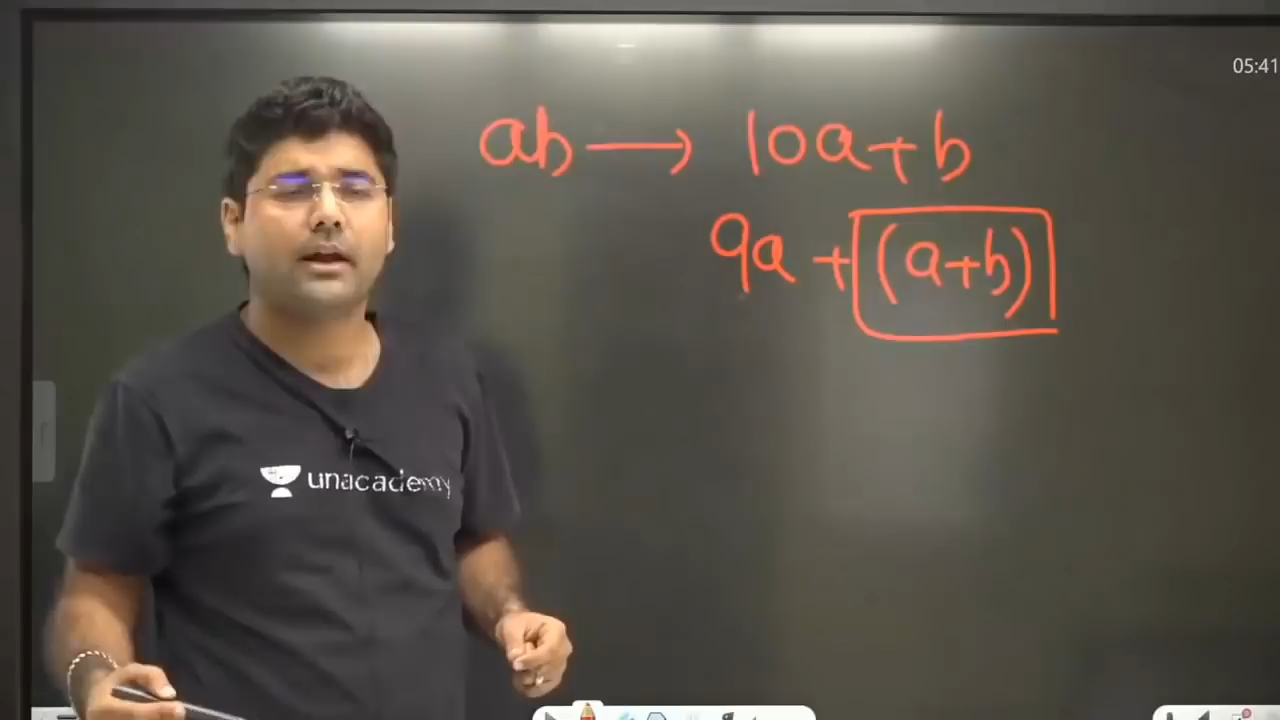 05:41
ab → 10a+b
9a + (a+b)
unacademy